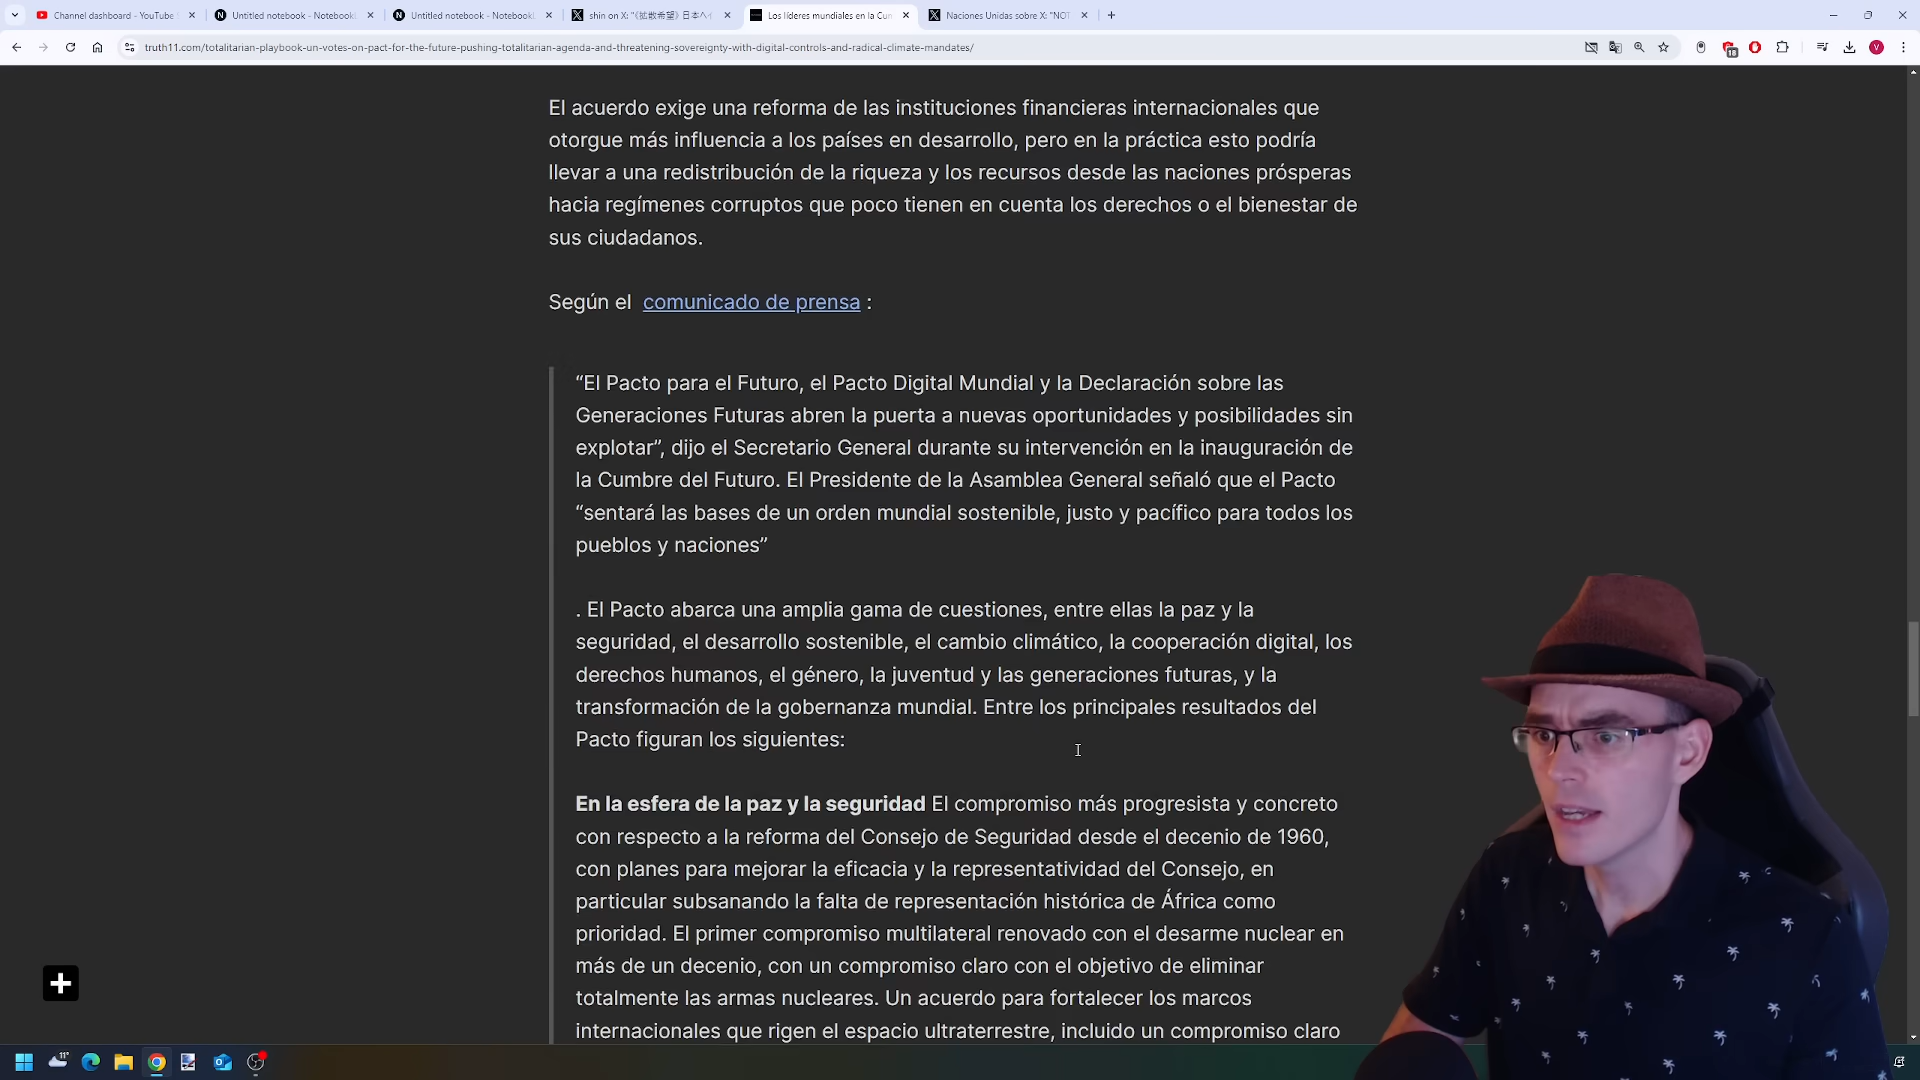 Channel dashboard - YouTube
Untitled notebook - Notebook
Untitled notebook - Notebook
shin on X: "《拡散希望》日本へ
Los líderes mundiales en la Cum
Naciones Unidas sobre X: "NOT
truth11.com/totalitarian-playbook-un-votes-on-pact-for-the-future-pushing-totalitarian-agenda-and-threatening-sovereignty-with-digital-controls-and-radical-climate-mandates/
V
El acuerdo exige una reforma de las instituciones financieras internacionales que
otorgue más influencia a los países en desarrollo, pero en la práctica esto podría
llevar a una redistribución de la riqueza y los recursos desde las naciones prósperas
hacia regímenes corruptos que poco tienen en cuenta los derechos o el bienestar de
sus ciudadanos.
Según el comunicado de prensa :
“El Pacto para el Futuro, el Pacto Digital Mundial y la Declaración sobre las
Generaciones Futuras abren la puerta a nuevas oportunidades y posibilidades sin
explotar”, dijo el Secretario General durante su intervención en la inauguración de
la Cumbre del Futuro. El Presidente de la Asamblea General señaló que el Pacto
“sentará las bases de un orden mundial sostenible, justo y pacífico para todos los
pueblos y naciones”
. El Pacto abarca una amplia gama de cuestiones, entre ellas la paz y la
seguridad, el desarrollo sostenible, el cambio climático, la cooperación digital, los
derechos humanos, el género, la juventud y las generaciones futuras, y la
transformación de la gobernanza mundial. Entre los principales resultados del
Pacto figuran los siguientes:
En la esfera de la paz y la seguridad El compromiso más progresista y concreto
con respecto a la reforma del Consejo de Seguridad desde el decenio de 1960,
con planes para mejorar la eficacia y la representatividad del Consejo, en
particular subsanando la falta de representación histórica de África como
prioridad. El primer compromiso multilateral renovado con el desarme nuclear en
más de un decenio, con un compromiso claro con el objetivo de eliminar
totalmente las armas nucleares. Un acuerdo para fortalecer los marcos
internacionales que rigen el espacio ultraterrestre, incluido un compromiso claro
11°